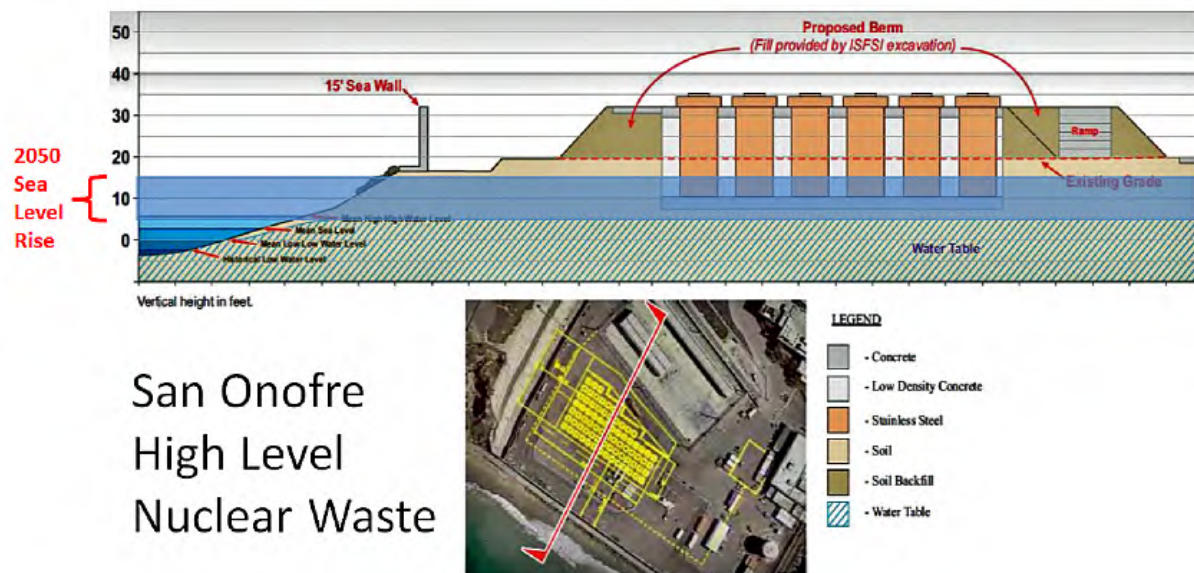 50
40
30
20
10
0
Proposed Berm
(Fill provided by ISFSI excavation)
15' Sea Wall
Ramp
2050
Sea
Level
Rise
Existing Grade
Mean High High Water Level
Mean Sea Level
Mean Low Low Water Level
Historical Low Water Level
Water Table
Vertical height in feet.
San Onofre
High Level
Nuclear Waste
LEGEND
- Concrete
- Low Density Concrete
- Stainless Steel
- Soil
- Soil Backfill
- Water Table